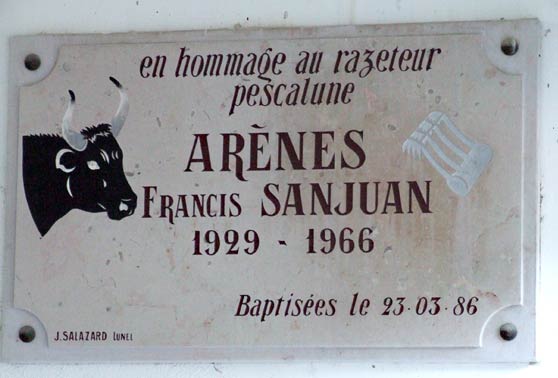 en hommage au razeteur
pescalune
ARÈNES
FRANCIS SANJUAN
1929 - 1966
Baptisées le 23.03.86
J. SALAZARD LUNEL